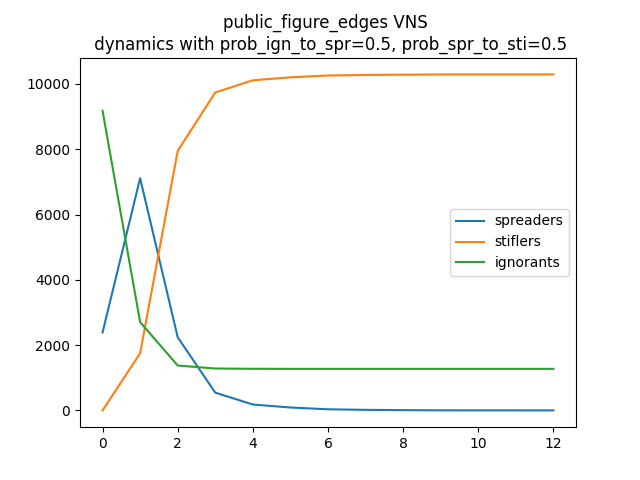 public_figure_edges VNS
dynamics with prob_ign_to_spr=0.5, prob_spr_to_sti=0.5
10000
8000
6000
4000
2000
0
spreaders
stiflers
ignorants
0 2 4 6 8 10 12